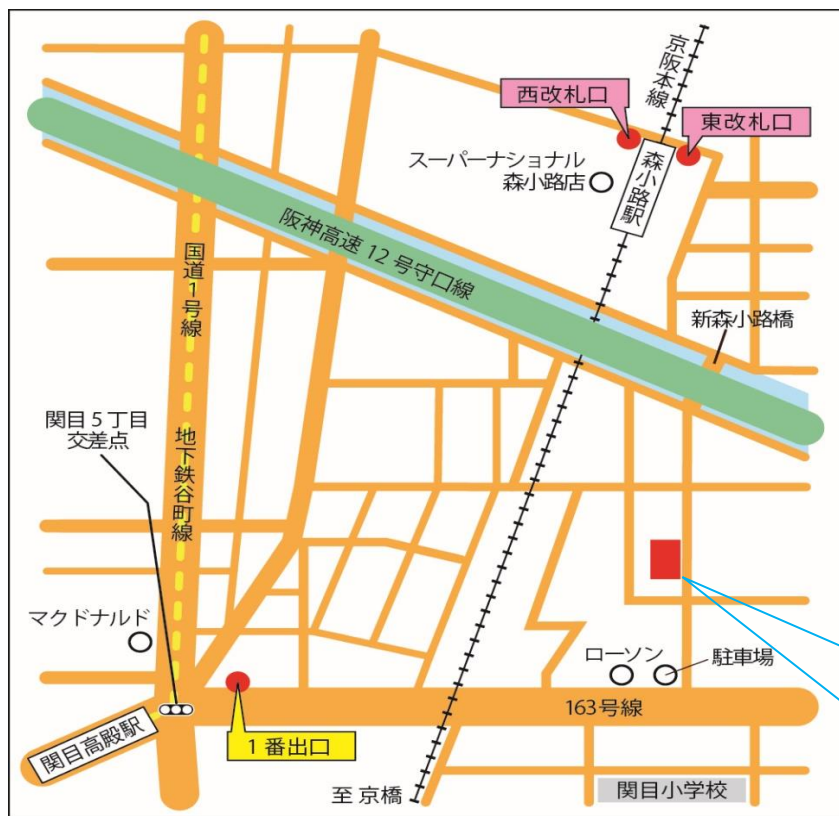 京阪本線
西改札口
東改札口
スーパーナショナル
森小路店
森小路駅
阪神高速 12 号守口線
国道1号線
新森小路橋
関目 5 丁目
交差点
地下鉄谷町線
マクドナルド
ローソン
駐車場
163号線
関目高殿駅
1 番出口
至 京橋
関目小学校